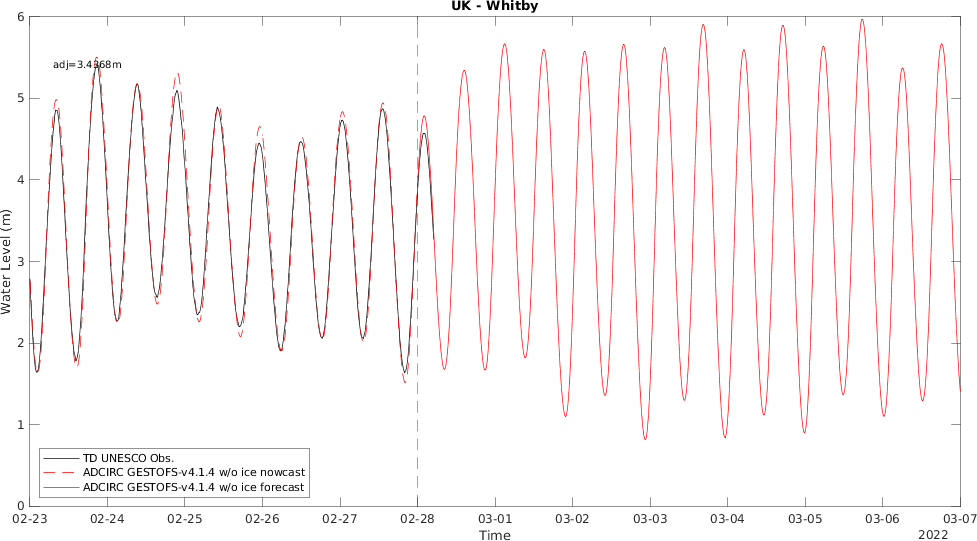 UK - Whitby
adj=3.4368m
Water Level (m)
6
5
4
3
2
1
0
TD UNESCO Obs.
ADCIRC GESTOFS-v4.1.4 w/o ice nowcast
ADCIRC GESTOFS-v4.1.4 w/o ice forecast
02-23 02-24 02-25 02-26 02-27 02-28 03-01 03-02 03-03 03-04 03-05 03-06 03-07
Time
2022